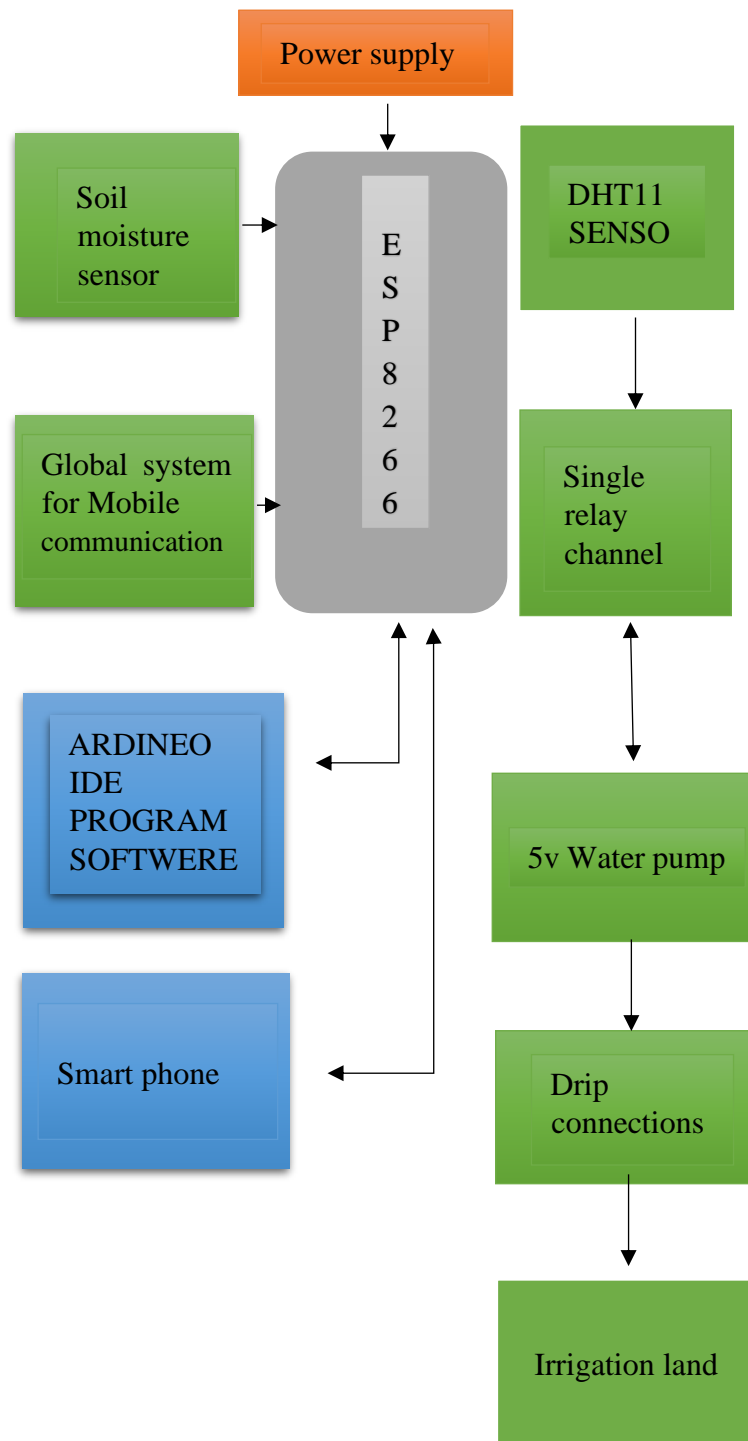 Power supply
Soil
moisture
sensor
E
S
P
8
2
6
6
DHT11
SENSO
Global system
for Mobile
communication
Single
relay
channel
ARDINEO
IDE
PROGRAM
SOFTWERE
5v Water pump
Smart phone
Drip
connections
Irrigation land